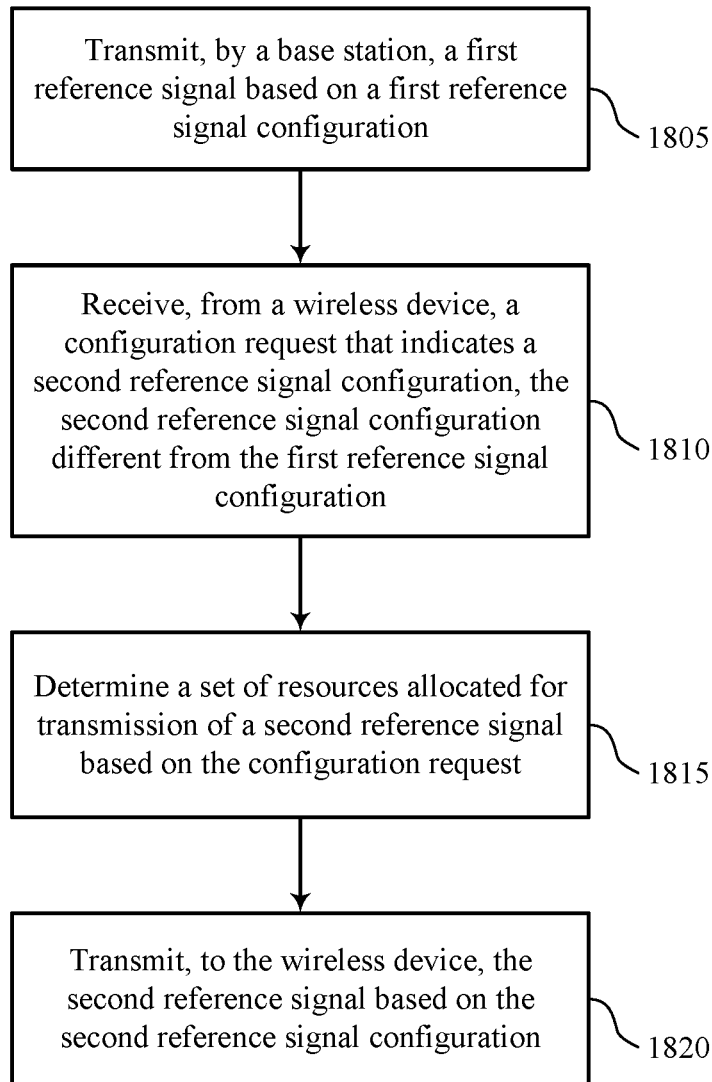 Transmit, by a base station, a first
reference signal based on a first reference
signal configuration
1805
Receive, from a wireless device, a
configuration request that indicates a
second reference signal configuration, the
second reference signal configuration
different from the first reference signal
configuration
1810
Determine a set of resources allocated for
transmission of a second reference signal
based on the configuration request
1815
Transmit, to the wireless device, the
second reference signal based on the
second reference signal configuration
1820